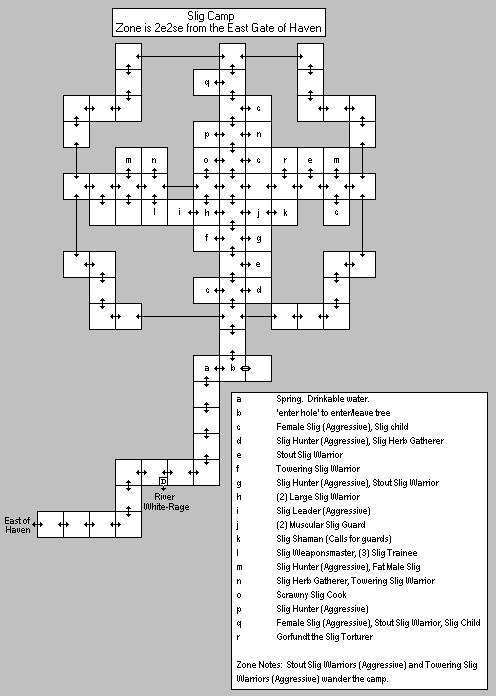 Slig Camp
Zone is 2e2se from the East Gate of Haven
q
c
p n
m n o c r e m
l i h j k c
f g
e
c d
a b
D
River
White-Rage
East of
Haven
a Spring. Drinkable water.
b 'enter hole' to enter/leave tree
c Female Slig (Aggressive), Slig child
d Slig Hunter (Aggressive), Slig Herb Gatherer
e Stout Slig Warrior
f Towering Slig Warrior
g Slig Hunter (Aggressive), Stout Slig Warrior
h (2) Large Slig Warrior
i Slig Leader (Aggressive)
j (2) Muscular Slig Guard
k Slig Shaman (Calls for guards)
l Slig Weaponsmaster, (3) Slig Trainee
m Slig Hunter (Aggressive), Fat Male Slig
n Slig Herb Gatherer, Towering Slig Warrior
o Scrawny Slig Cook
p Slig Hunter (Aggressive)
q Female Slig (Aggressive), Stout Slig Warrior, Slig Child
r Gorfundt the Slig Torturer
Zone Notes: Stout Slig Warriors (Aggressive) and Towering Slig
Warriors (Aggressive) wander the camp.